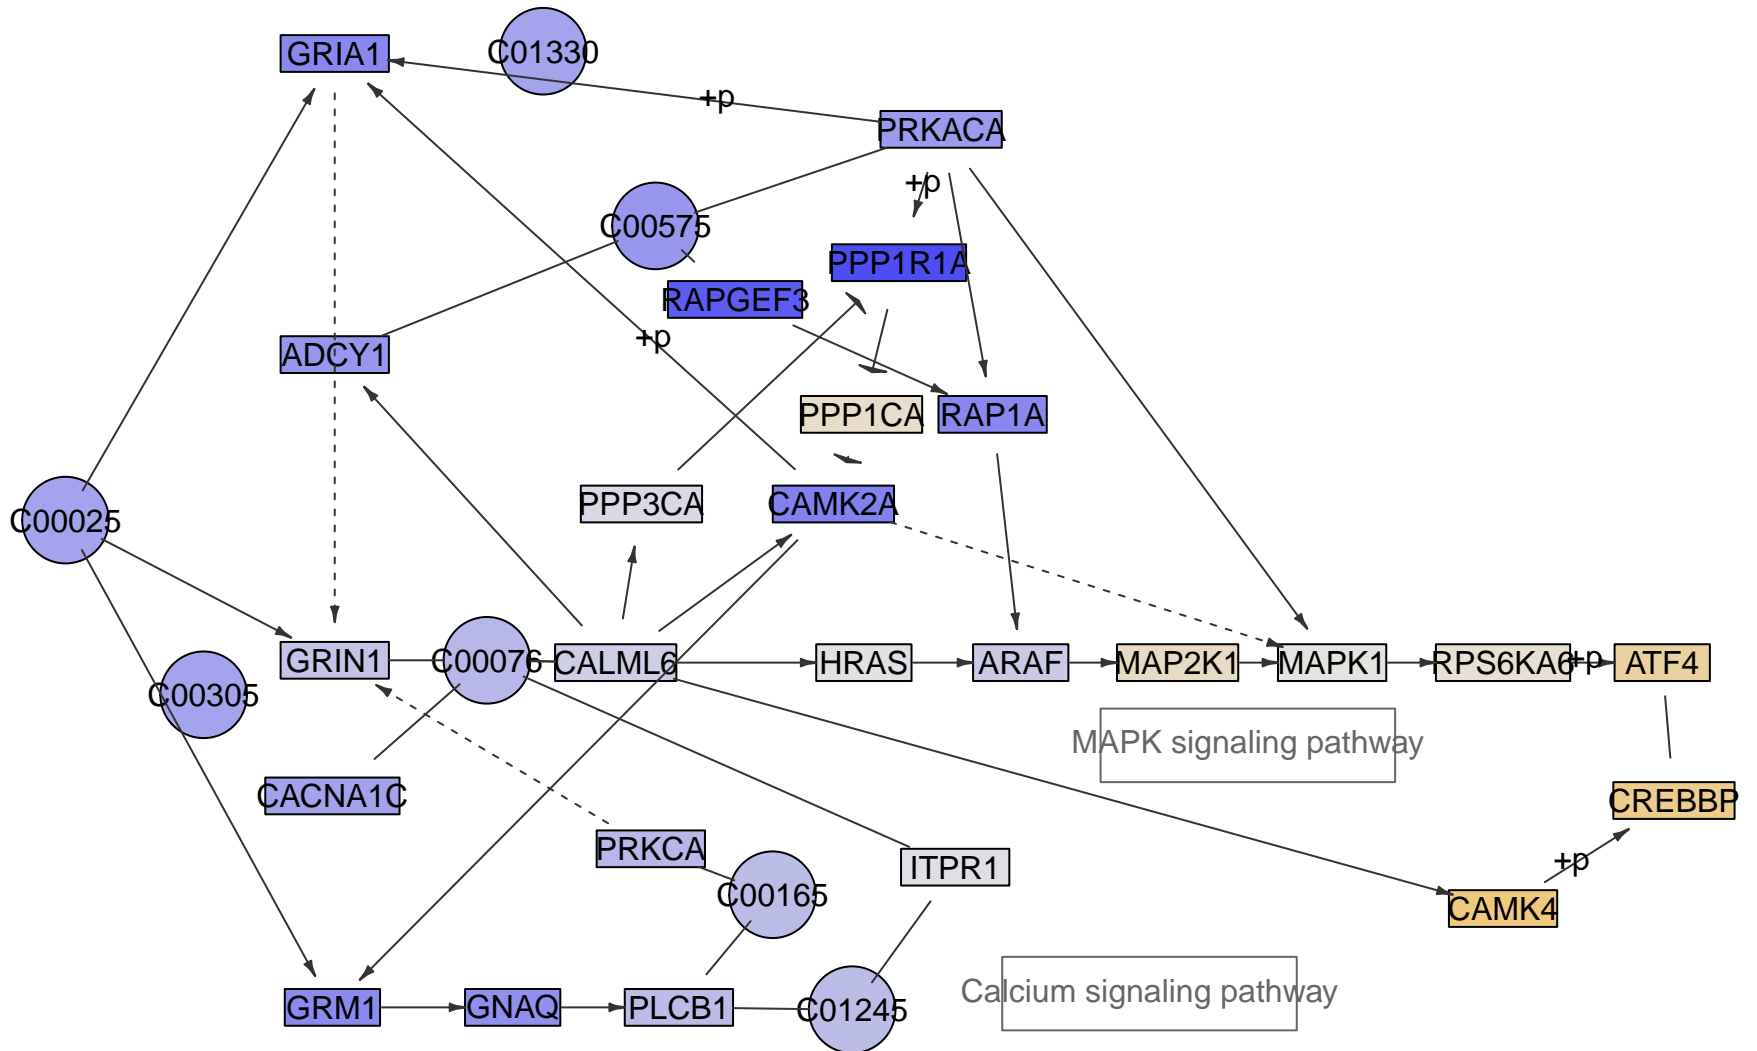 GRIA1
C01330
+p
PRKACA
+p
C00575
PPP1R1A
RAPGEF3
+p
ADCY1
PPP1CA
RAP1A
PPP3CA
CAMK2A
C00025
GRIN1
C00076
CALML6
HRAS
ARAF
MAP2K1
MAPK1
RPS6KA6
+p
ATF4
C00305
MAPK signaling pathway
CACNA1C
CREBBP
PRKCA
ITPR1
+p
C00165
CAMK4
Calcium signaling pathway
GRM1
GNAQ
PLCB1
C01245